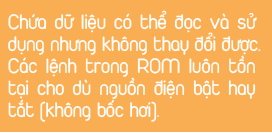 Chứa dữ liệu có thể đọc và sử
dụng nhưng không thay đổi được.
Các lệnh trong ROM luôn tồn
tại cho dù nguồn điện bật hay
tắt (không bốc hơi).